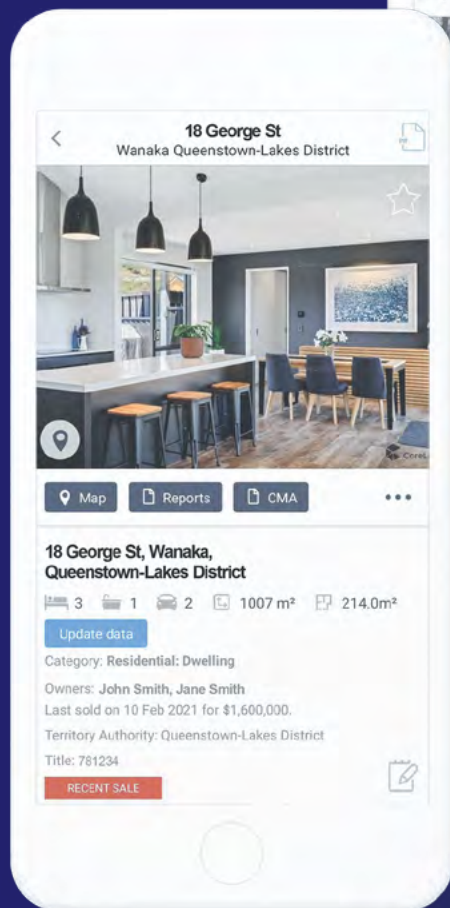 18 George St
Wanaka Queenstown-Lakes District
Map
Reports
CMA
18 George St, Wanaka,
Queenstown-Lakes District
3 1 2 1007 m² 214.0m²
Update data
Category: Residential: Dwelling
Owners: John Smith, Jane Smith
Last sold on 10 Feb 2021 for $1,600,000.
Territory Authority: Queenstown-Lakes District
Title: 781234
RECENT SALE